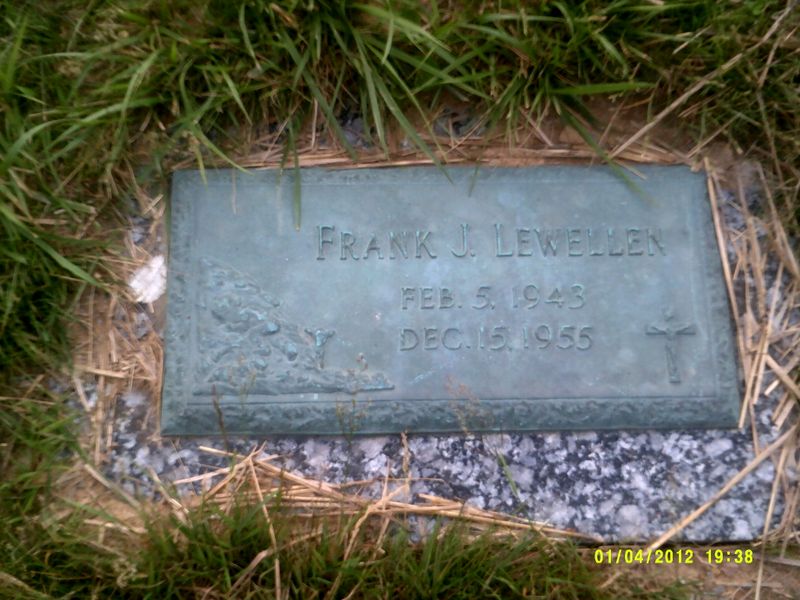 FRANK J. LEWELLEN
FEB. 5, 1943
DEC. 15, 1955
01/04/2012 19:38